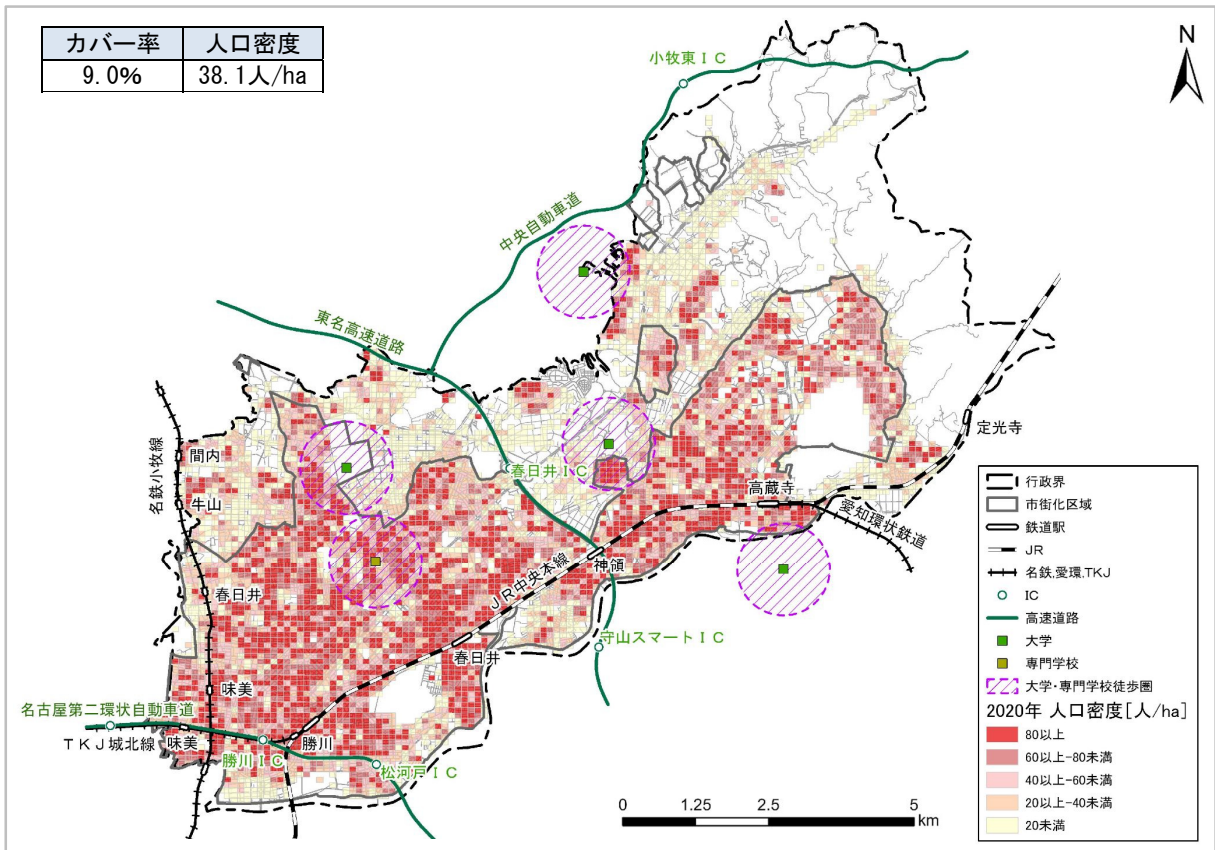 カバー率 人口密度
9.0% 38.1人/ha
N
小牧東ＩＣ
中央自動車道
東名高速道路
名鉄小牧線
間内
牛山
春日井ＩＣ
定光寺
高蔵寺
愛知環状鉄道
ＪＲ中央本線
神領
春日井
守山スマートＩＣ
春日井
味美
名古屋第二環状自動車道
ＴＫＪ城北線
味美
勝川
勝川ＩＣ
松河戸ＩＣ
0 1.25 2.5 5
km
行政界
市街化区域
鉄道駅
JR
名鉄,愛環,TKJ
IC
高速道路
大学
専門学校
大学・専門学校徒歩圏
2020年 人口密度[人/ha]
80以上
60以上-80未満
40以上-60未満
20以上-40未満
20未満